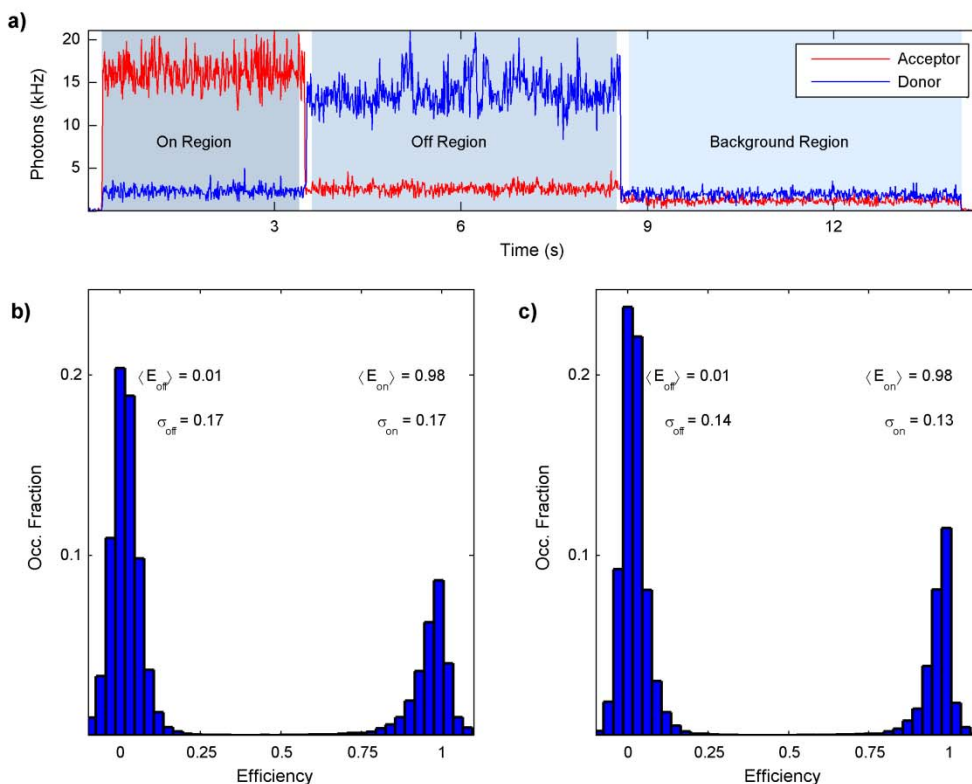 a)
Photons (kHz)
20
15
10
5
On Region
Off Region
Background Region
Acceptor
Donor
3
6
9
12
Time (s)
b)
Occ. Fraction
0.2
0.1
⟨E_off⟩ = 0.01
⟨E_on⟩ = 0.98
σ_off = 0.17
σ_on = 0.17
0
0.25
0.5
0.75
1
Efficiency
c)
Occ. Fraction
0.2
0.1
⟨E_off⟩ = 0.01
⟨E_on⟩ = 0.98
σ_off = 0.14
σ_on = 0.13
0
0.25
0.5
0.75
1
Efficiency